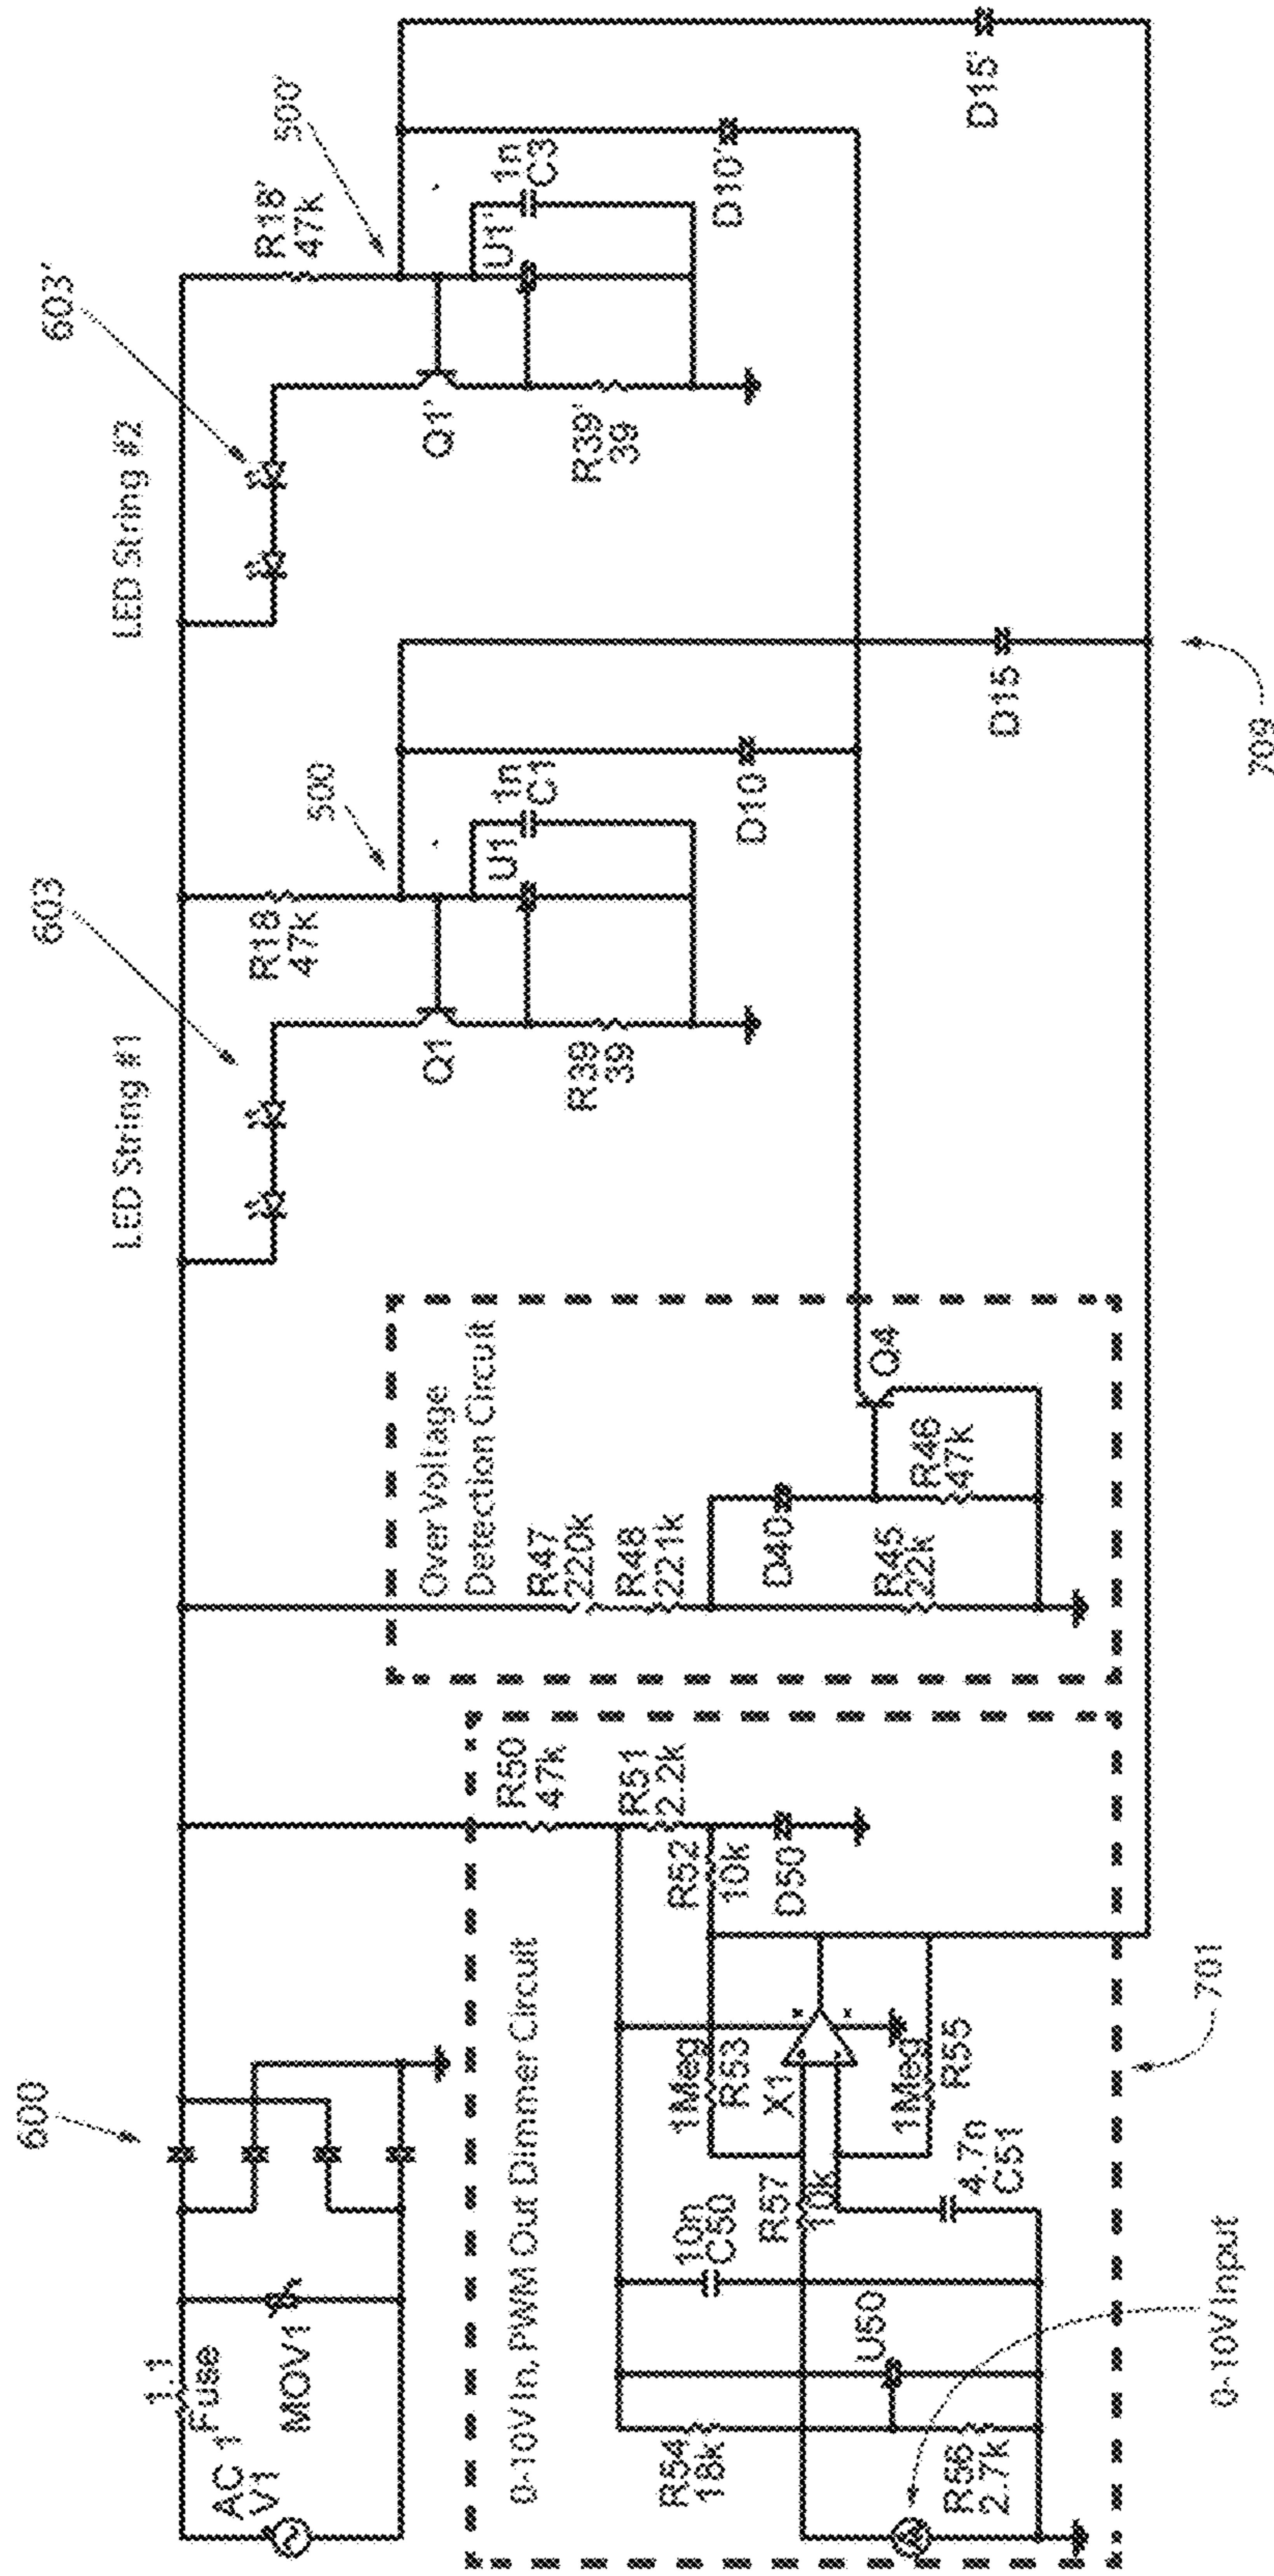 600
603
603'
LED String #1
LED String #2
500
500'
1.1
Fuse
AC 1
V1
MOV1
R18
47k
R18'
47k
Q1
U1
1n
C1
R39
39
Q1'
U1'
1n
C3
R39'
39
D10
D10'
D15
D15'
Over Voltage
Detection Circuit
R47
220k
R48
221k
D40
R45
22k
R46
47k
Q4
0-10V In, PWM Out Dimmer Circuit
R50
47k
R51
2.2k
R52
10k
D50
1Meg
R53
X1
1Meg
R55
R57
10k
10n
C50
4.7n
C51
U50
R54
18k
R56
2.7k
0-10V Input
701
709